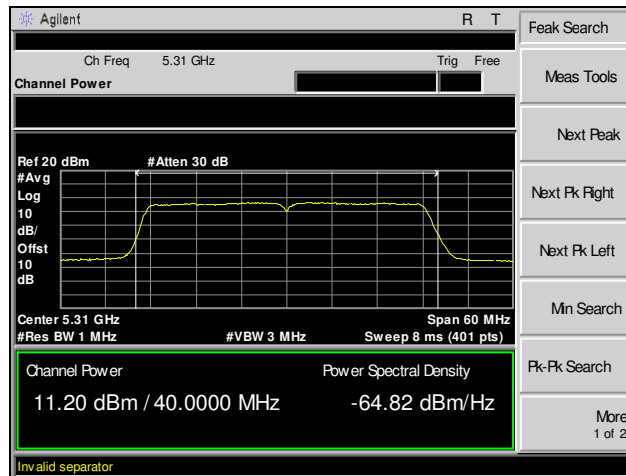 Agilent R T
Ch Freq 5.31 GHz Trig Free
Channel Power
Ref 20 dBm #Atten 30 dB
#Avg
Log
10
dB/
Offst
10
dB
Center 5.31 GHz Span 60 MHz
#Res BW 1 MHz #VBW 3 MHz Sweep 8 ms (401 pts)
Channel Power Power Spectral Density
11.20 dBm / 40.0000 MHz -64.82 dBm/Hz
Invalid separator
Peak Search
Meas Tools
Next Peak
Next Pk Right
Next Pk Left
Min Search
Pk-Pk Search
More
1 of 2